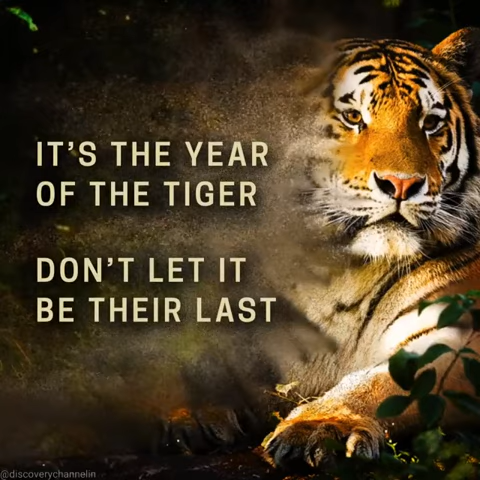 IT’S THE YEAR
OF THE TIGER
DON’T LET IT
BE THEIR LAST
@discoverychannelin